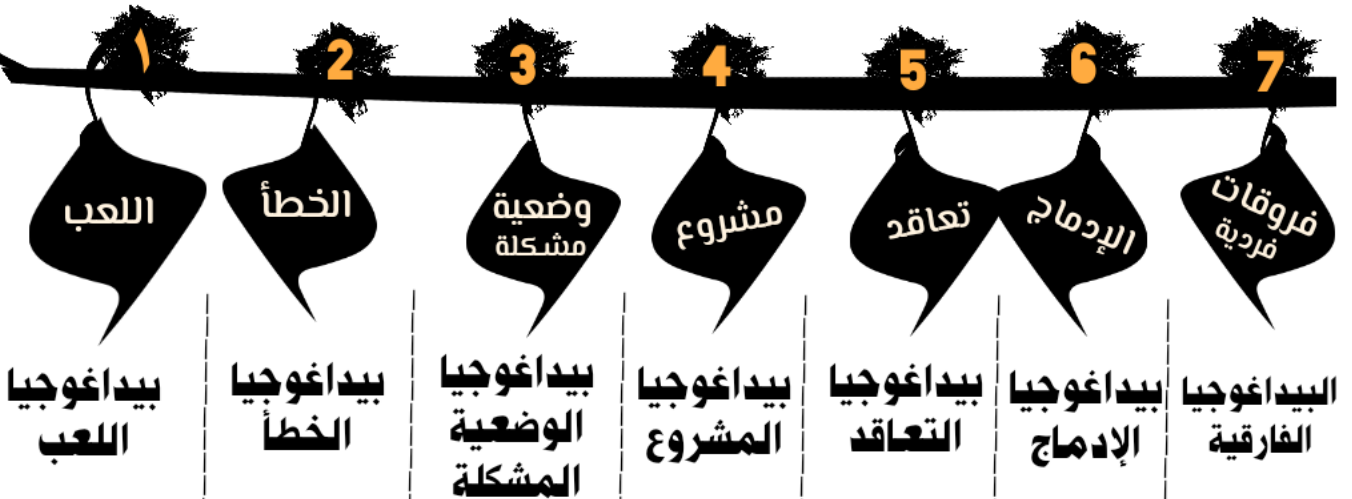 ١
2
3
4
5
6
7
اللعب
الخطأ
وضعية
مشكلة
مشروع
تعاقد
الإدماج
فروقات
فردية
بيداغوجيا
اللعب
بيداغوجيا
الخطأ
بيداغوجيا
الوضعية
المشكلة
بيداغوجيا
المشروع
بيداغوجيا
التعاقد
بيداغوجيا
الإدماج
البيداغوجيا
الفارقية